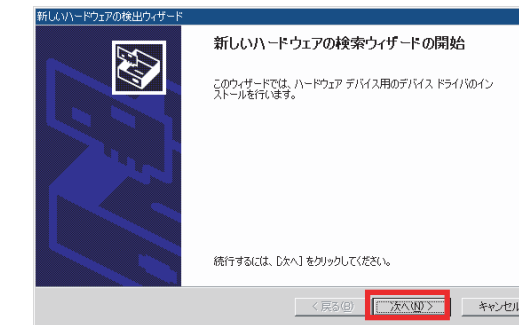 新しいハードウェアの検出ウィザード
新しいハードウェアの検索ウィザードの開始
このウィザードでは、ハードウェア デバイス用のデバイス ドライバのイン
ストールを行います。
続行するには、[次へ] をクリックしてください。
< 戻る(B)
次へ(N) >
キャンセル